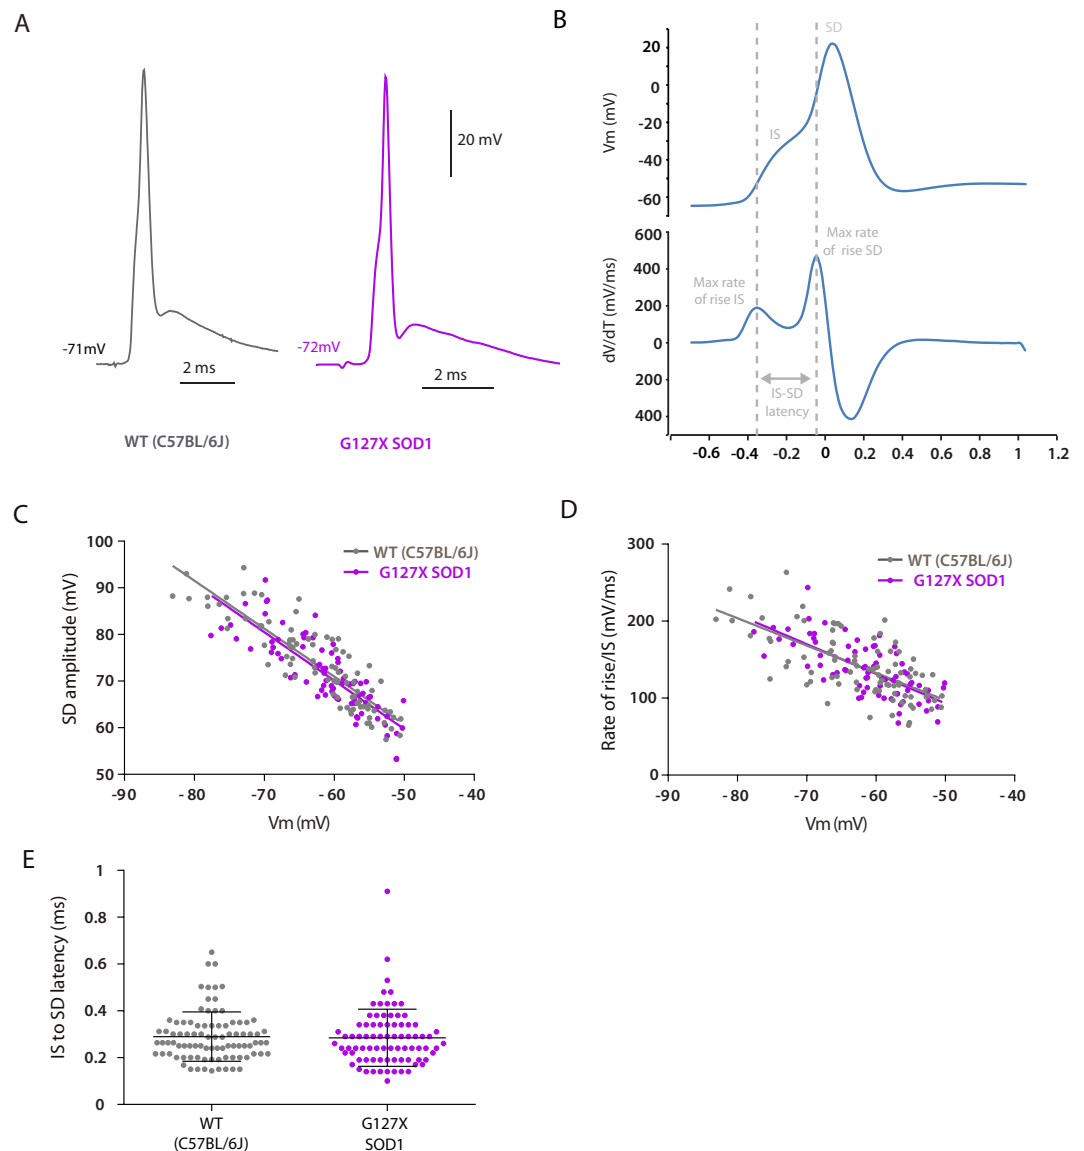 A
20 mV
-71mV
-72mV
2 ms
2 ms
WT (C57BL/6J)
G127X SOD1
B
SD
IS
Vm (mV)
20
0
-20
-40
-60
600
400
200
0
200
400
dV/dT (mV/ms)
Max rate
of rise SD
Max rate
of rise IS
IS-SD
latency
-0.6
-0.4
-0.2
0
0.2
0.4
0.6
0.8
1
1.2
C
WT (C57BL/6J)
G127X SOD1
SD amplitude (mV)
100
90
80
70
60
50
-90
-80
-70
-60
-50
-40
Vm (mV)
D
WT (C57BL/6J)
G127X SOD1
Rate of rise/IS (mV/ms)
300
200
100
0
-90
-80
-70
-60
-50
-40
Vm (mV)
E
IS to SD latency (ms)
1
0.8
0.6
0.4
0.2
0
WT
(C57BL/6J)
G127X
SOD1